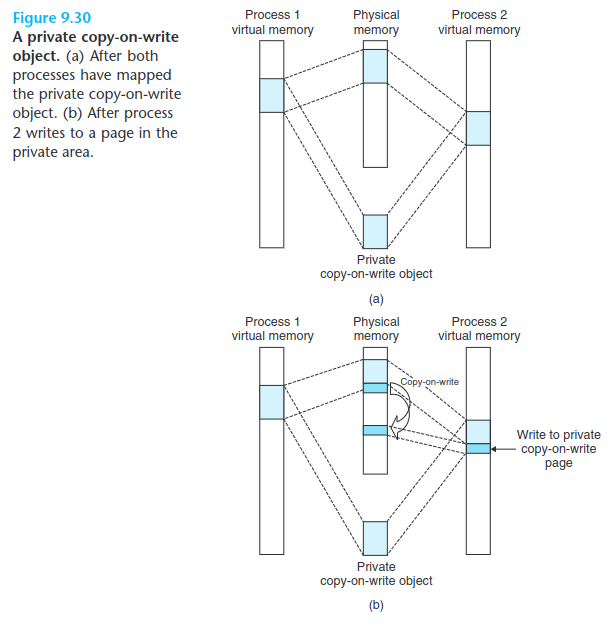 Figure 9.30
A private copy-on-write
object. (a) After both
processes have mapped
the private copy-on-write
object. (b) After process
2 writes to a page in the
private area.
Process 1
virtual memory
Physical
memory
Process 2
virtual memory
Private
copy-on-write object
(a)
Process 1
virtual memory
Physical
memory
Process 2
virtual memory
Copy-on-write
Write to private
copy-on-write
page
Private
copy-on-write object
(b)